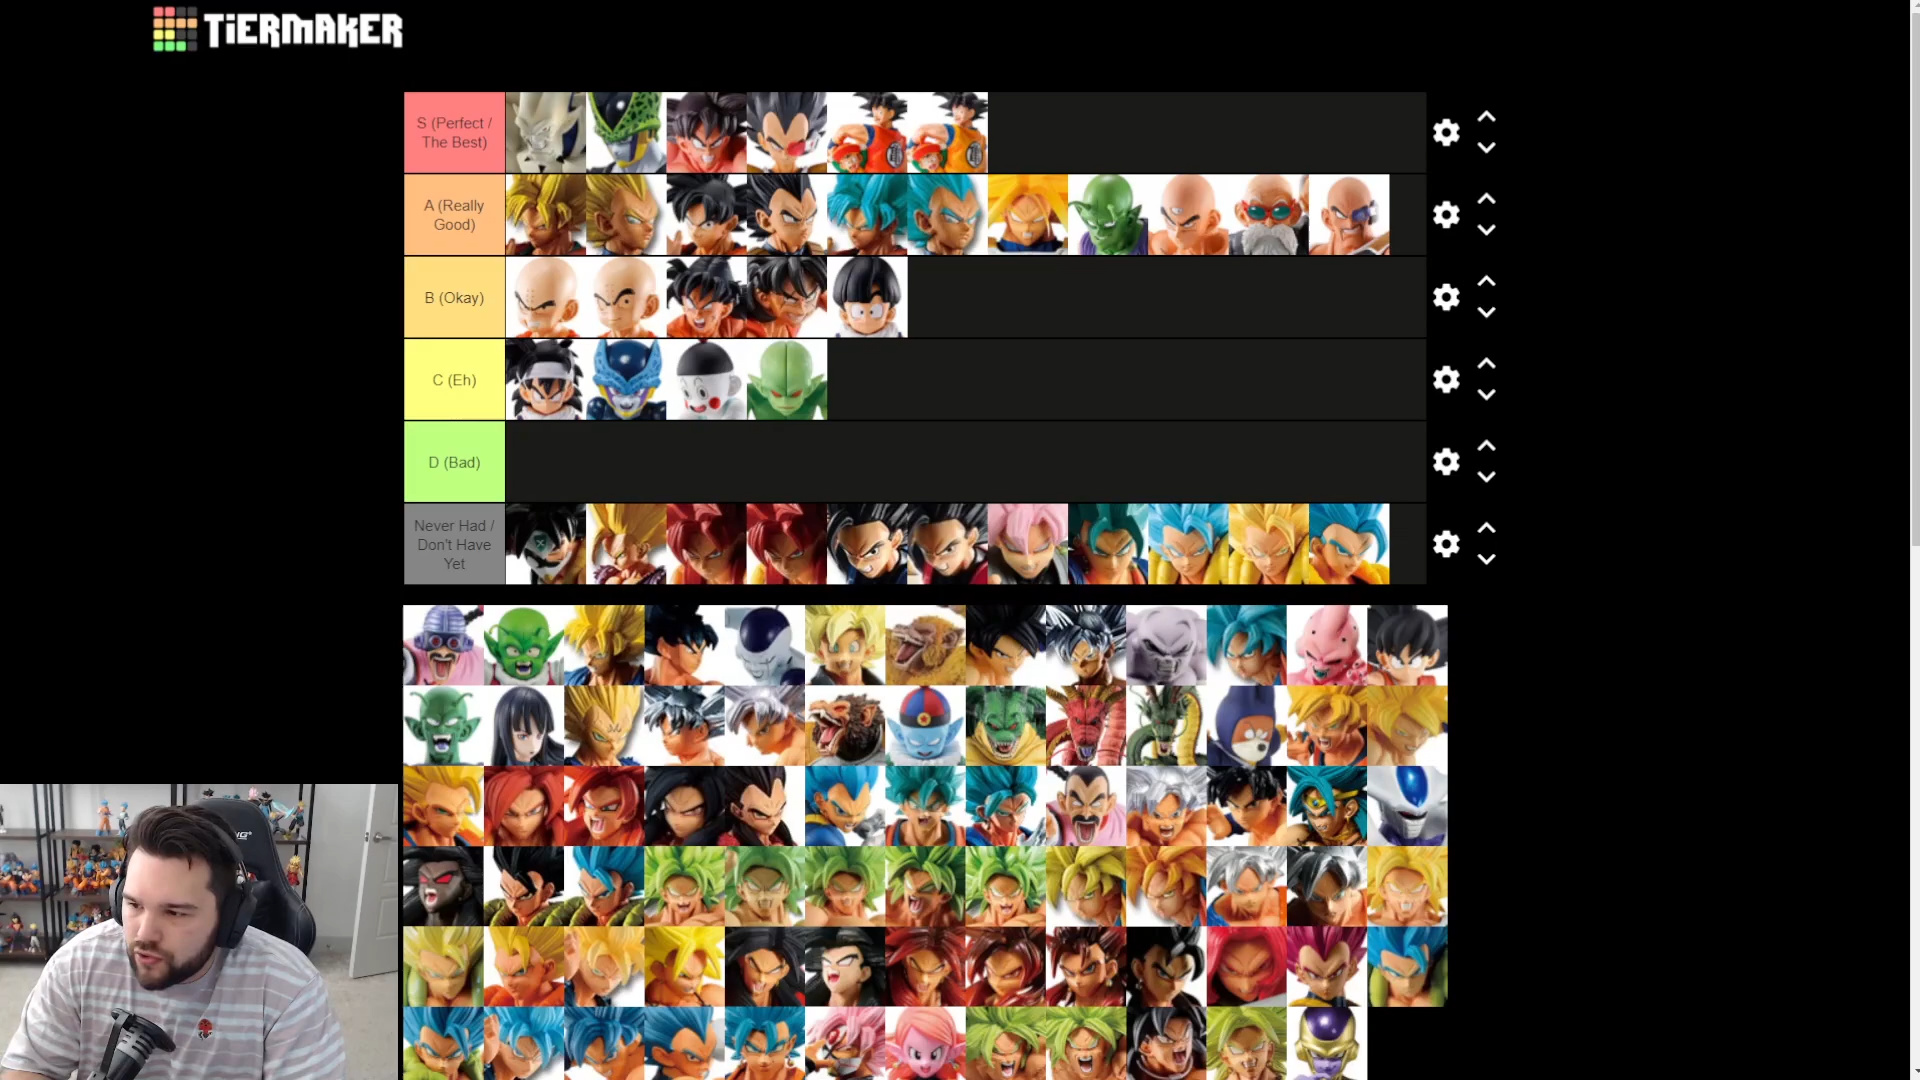 TiERMAKER
S (Perfect /
The Best)
A (Really
Good)
B (Okay)
C (Eh)
D (Bad)
Never Had /
Don't Have
Yet